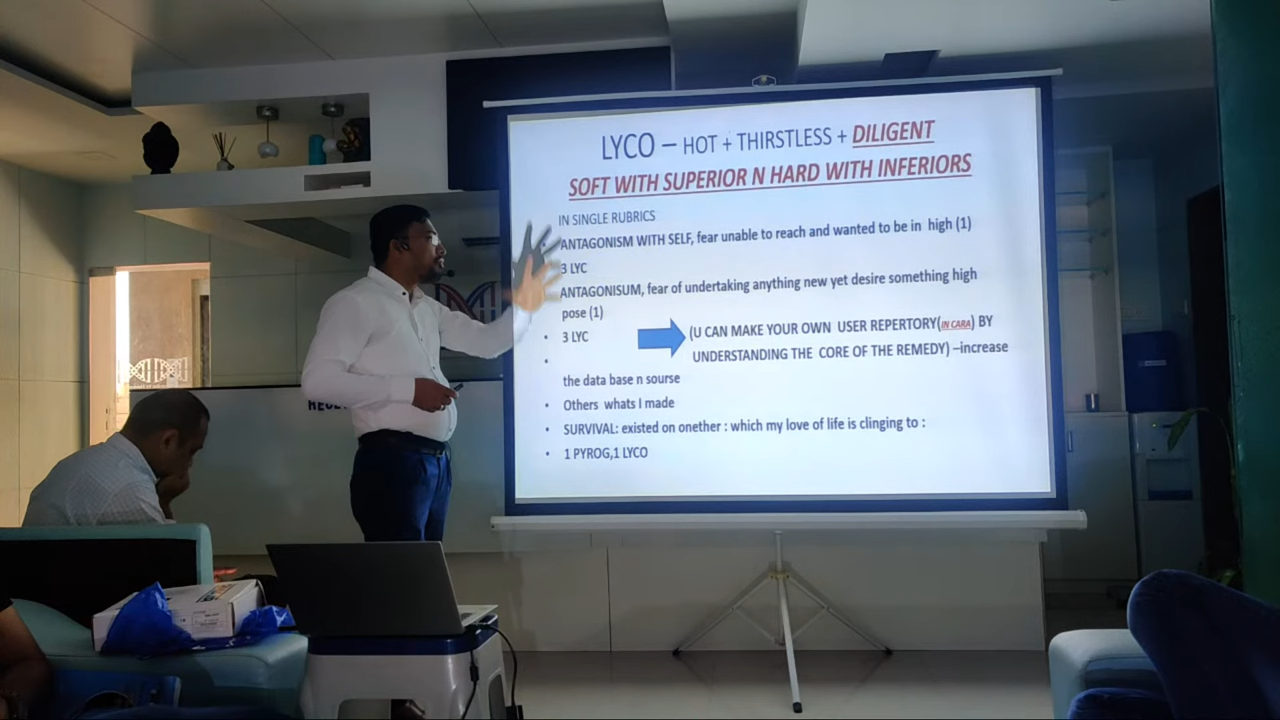 LYCO – HOT + THIRSTLESS + DILIGENT
SOFT WITH SUPERIOR N HARD WITH INFERIORS
IN SINGLE RUBRICS
ANTAGONISM WITH SELF, fear unable to reach and wanted to be in high (1)
3 LYC
ANTAGONISUM, fear of undertaking anything new yet desire something high
pose (1)
• 3 LYC
(U CAN MAKE YOUR OWN USER REPERTORY(IN CARA) BY
•
UNDERSTANDING THE CORE OF THE REMEDY) –increase
the data base n sourse
• Others whats I made
• SURVIVAL: existed on onether : which my love of life is clinging to :
• 1 PYROG,1 LYCO